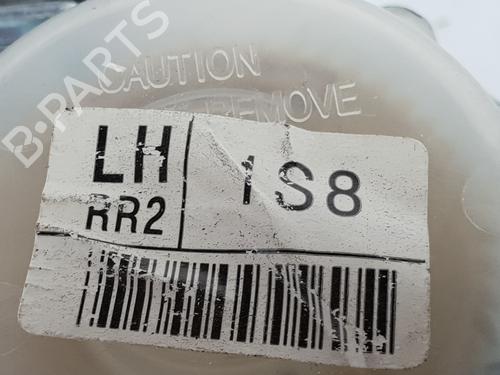 B-PARTS
CAUTION
REMOVE
LH
1S8
RR2